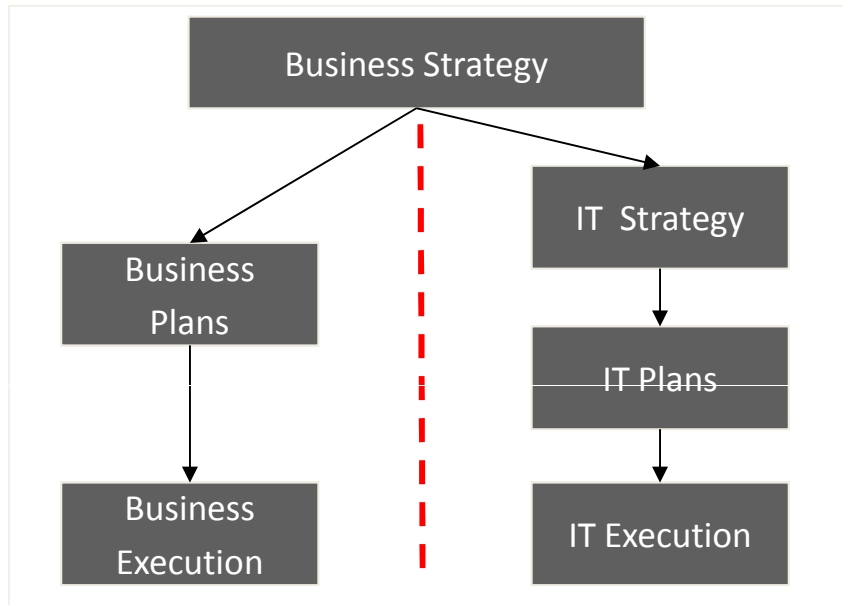 Business Strategy
IT Strategy
Business
Plans
IT Plans
Business
Execution
IT Execution